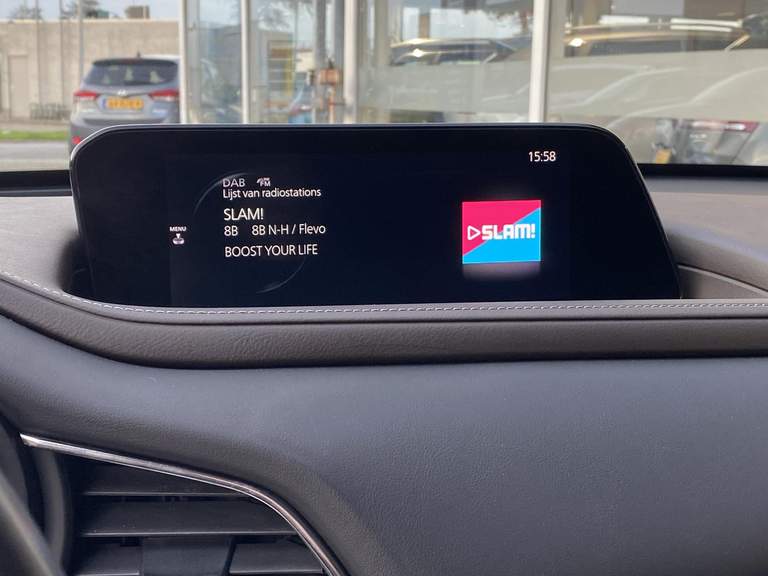 15:58
DAB FM
Lijst van radiostations
SLAM!
8B 8B N-H / Flevo
BOOST YOUR LIFE
MENU
SLAM!